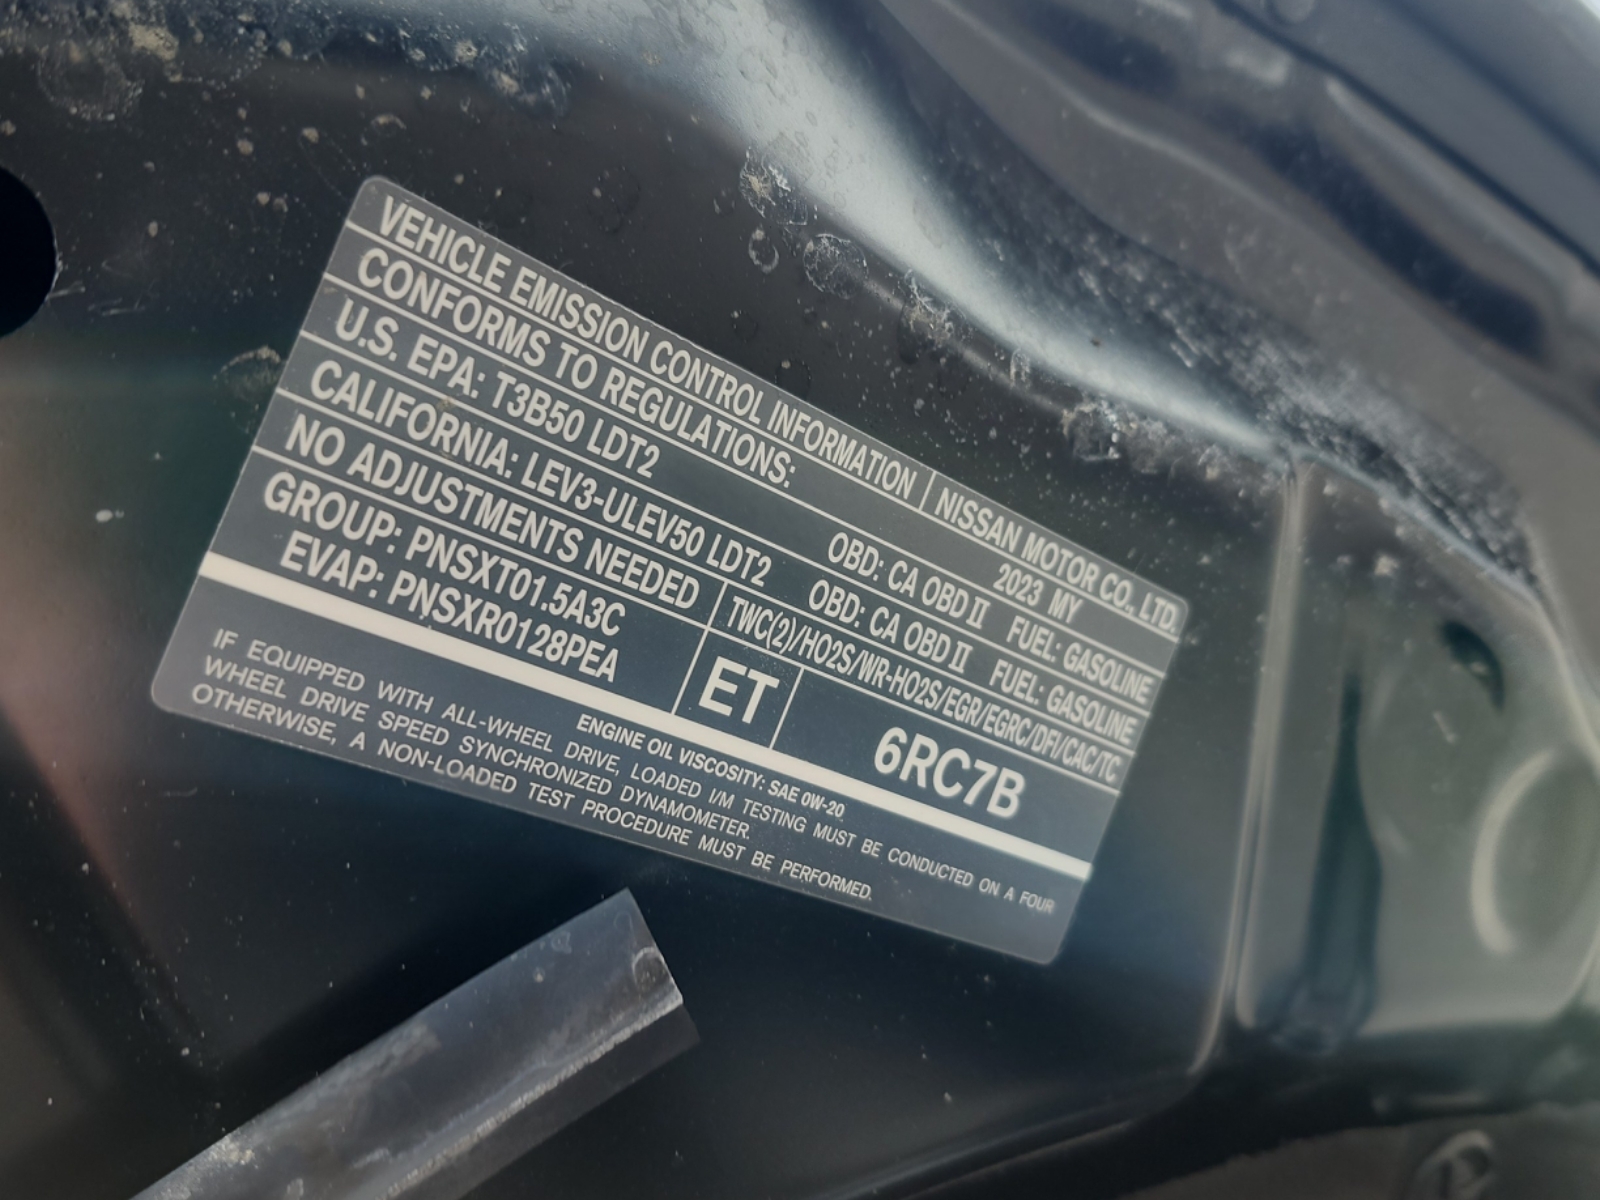 VEHICLE EMISSION CONTROL INFORMATION | NISSAN MOTOR CO., LTD.
CONFORMS TO REGULATIONS: 2023 MY
U.S. EPA: T3B50 LDT2 OBD: CA OBD II FUEL: GASOLINE
CALIFORNIA: LEV3-ULEV50 LDT2 OBD: CA OBD II FUEL: GASOLINE
NO ADJUSTMENTS NEEDED TWC(2)/HO2S/WR-HO2S/EGR/EGRC/DFI/CAC/TC
GROUP: PNSXT01.5A3C
EVAP: PNSXR0128PEA
ET
6RC7B
ENGINE OIL VISCOSITY: SAE 0W-20
IF EQUIPPED WITH ALL-WHEEL DRIVE, LOADED I/M TESTING MUST BE CONDUCTED ON A FOUR
WHEEL DRIVE SPEED SYNCHRONIZED DYNAMOMETER.
OTHERWISE, A NON-LOADED TEST PROCEDURE MUST BE PERFORMED.